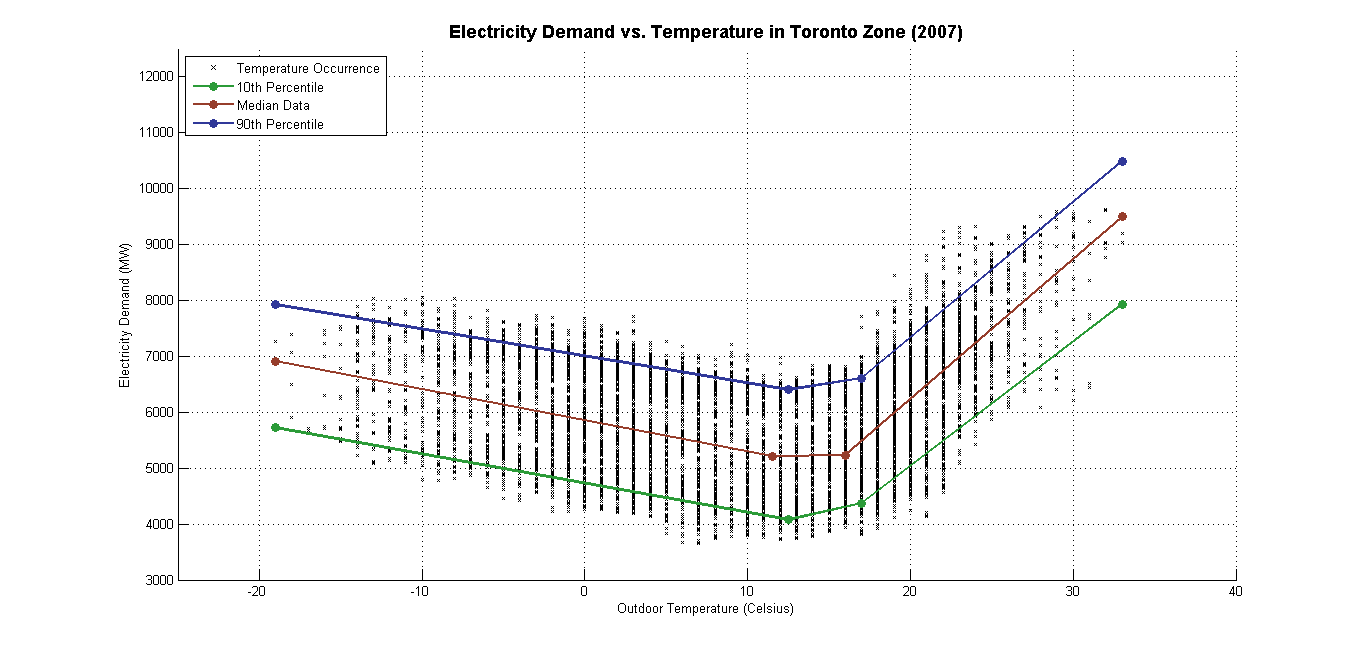 Electricity Demand vs. Temperature in Toronto Zone (2007)
Temperature Occurrence
10th Percentile
Median Data
90th Percentile
12000
11000
10000
9000
8000
7000
6000
5000
4000
3000
Electricity Demand (MW)
-20 -10 0 10 20 30 40
Outdoor Temperature (Celsius)